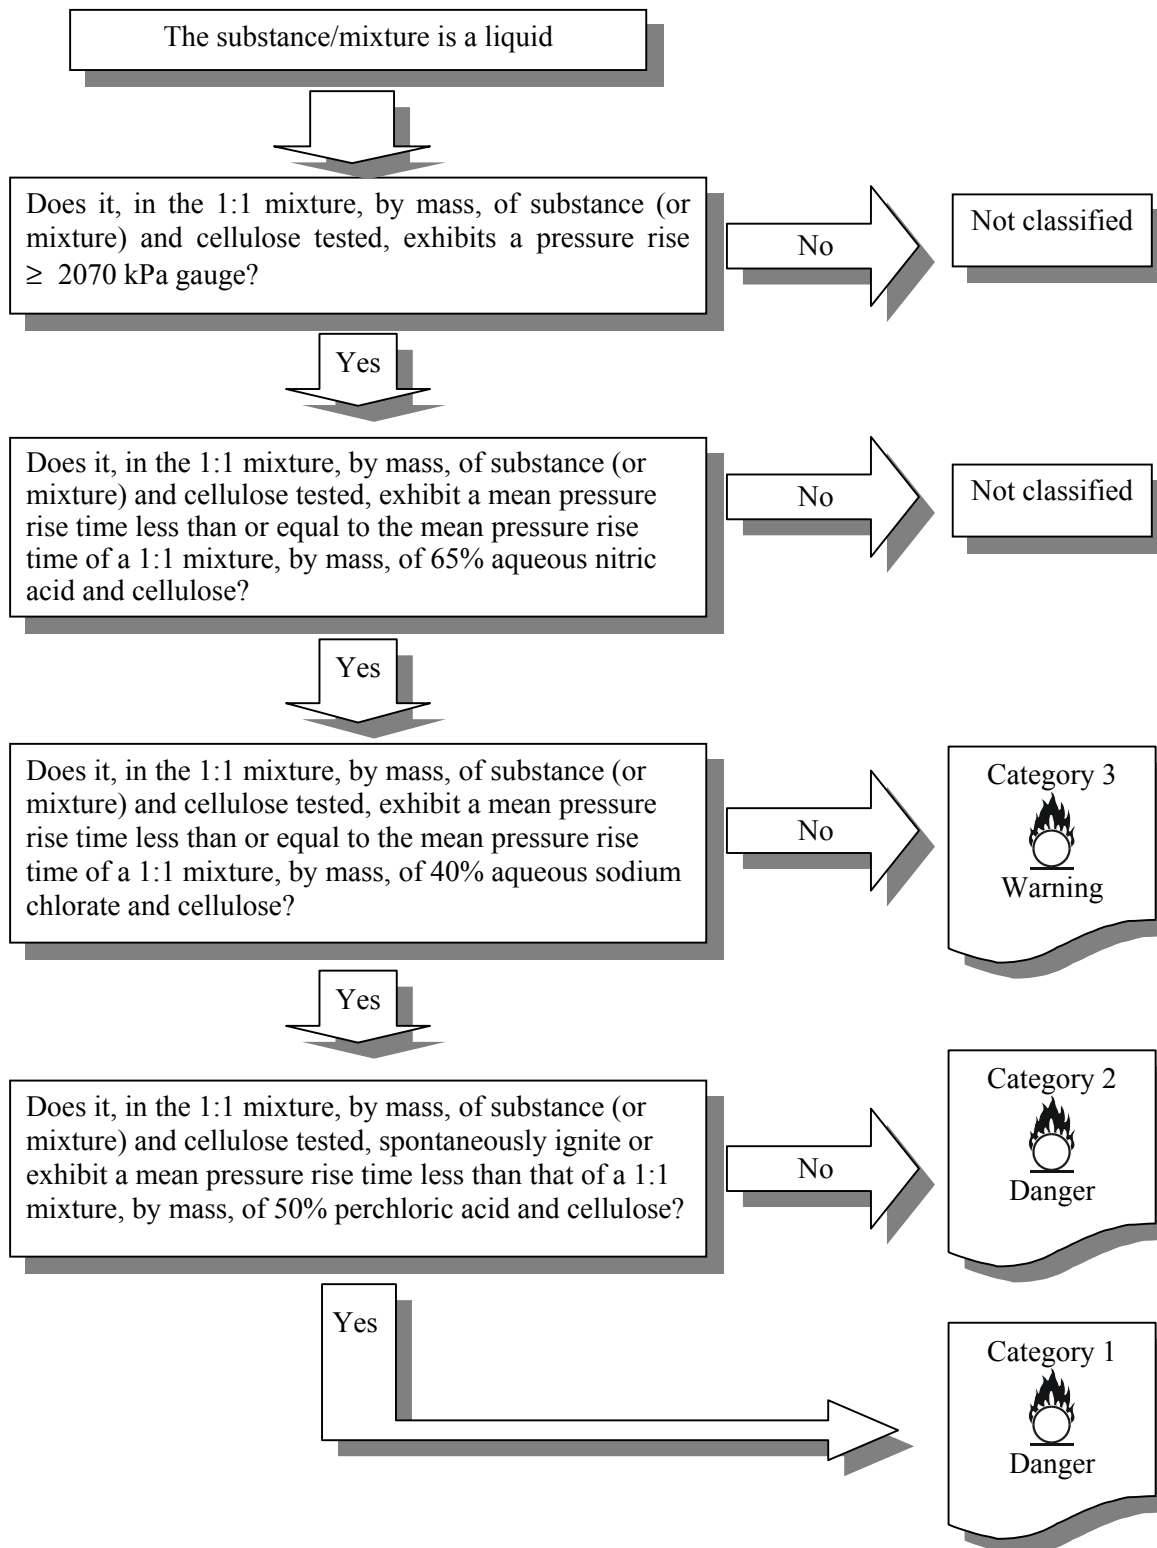 The substance/mixture is a liquid
Does it, in the 1:1 mixture, by mass, of substance (or
mixture) and cellulose tested, exhibits a pressure rise
≥ 2070 kPa gauge?
No
Not classified
Yes
Does it, in the 1:1 mixture, by mass, of substance (or
mixture) and cellulose tested, exhibit a mean pressure
rise time less than or equal to the mean pressure rise
time of a 1:1 mixture, by mass, of 65% aqueous nitric
acid and cellulose?
No
Not classified
Yes
Does it, in the 1:1 mixture, by mass, of substance (or
mixture) and cellulose tested, exhibit a mean pressure
rise time less than or equal to the mean pressure rise
time of a 1:1 mixture, by mass, of 40% aqueous sodium
chlorate and cellulose?
No
Category 3
Warning
Yes
Does it, in the 1:1 mixture, by mass, of substance (or
mixture) and cellulose tested, spontaneously ignite or
exhibit a mean pressure rise time less than that of a 1:1
mixture, by mass, of 50% perchloric acid and cellulose?
No
Category 2
Danger
Yes
Category 1
Danger